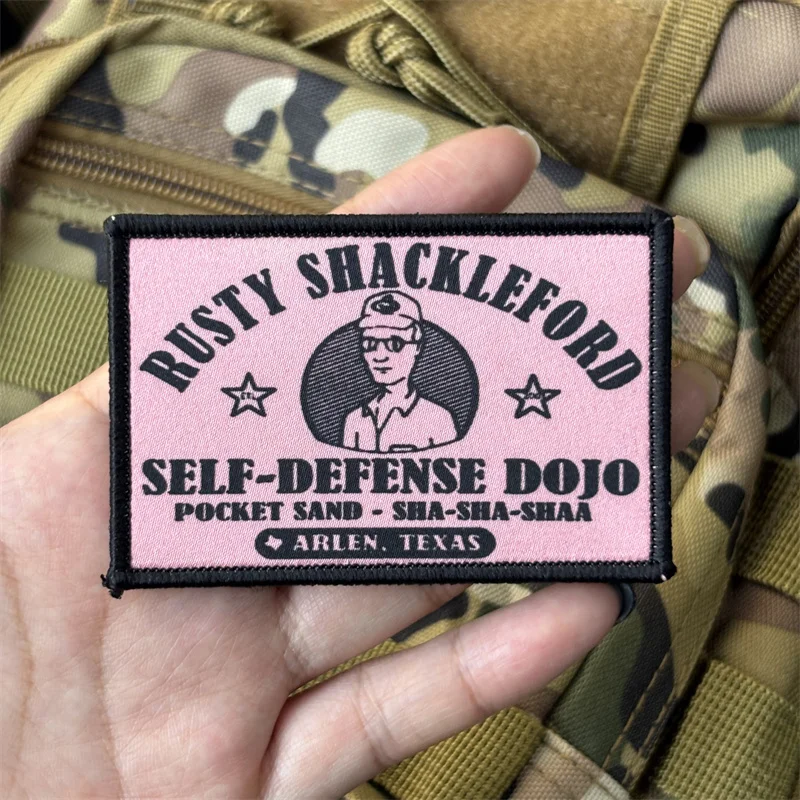 RUSTY SHACKLEFORD
SELF-DEFENSE DOJO
POCKET SAND - SHA-SHA-SHAA
ARLEN, TEXAS